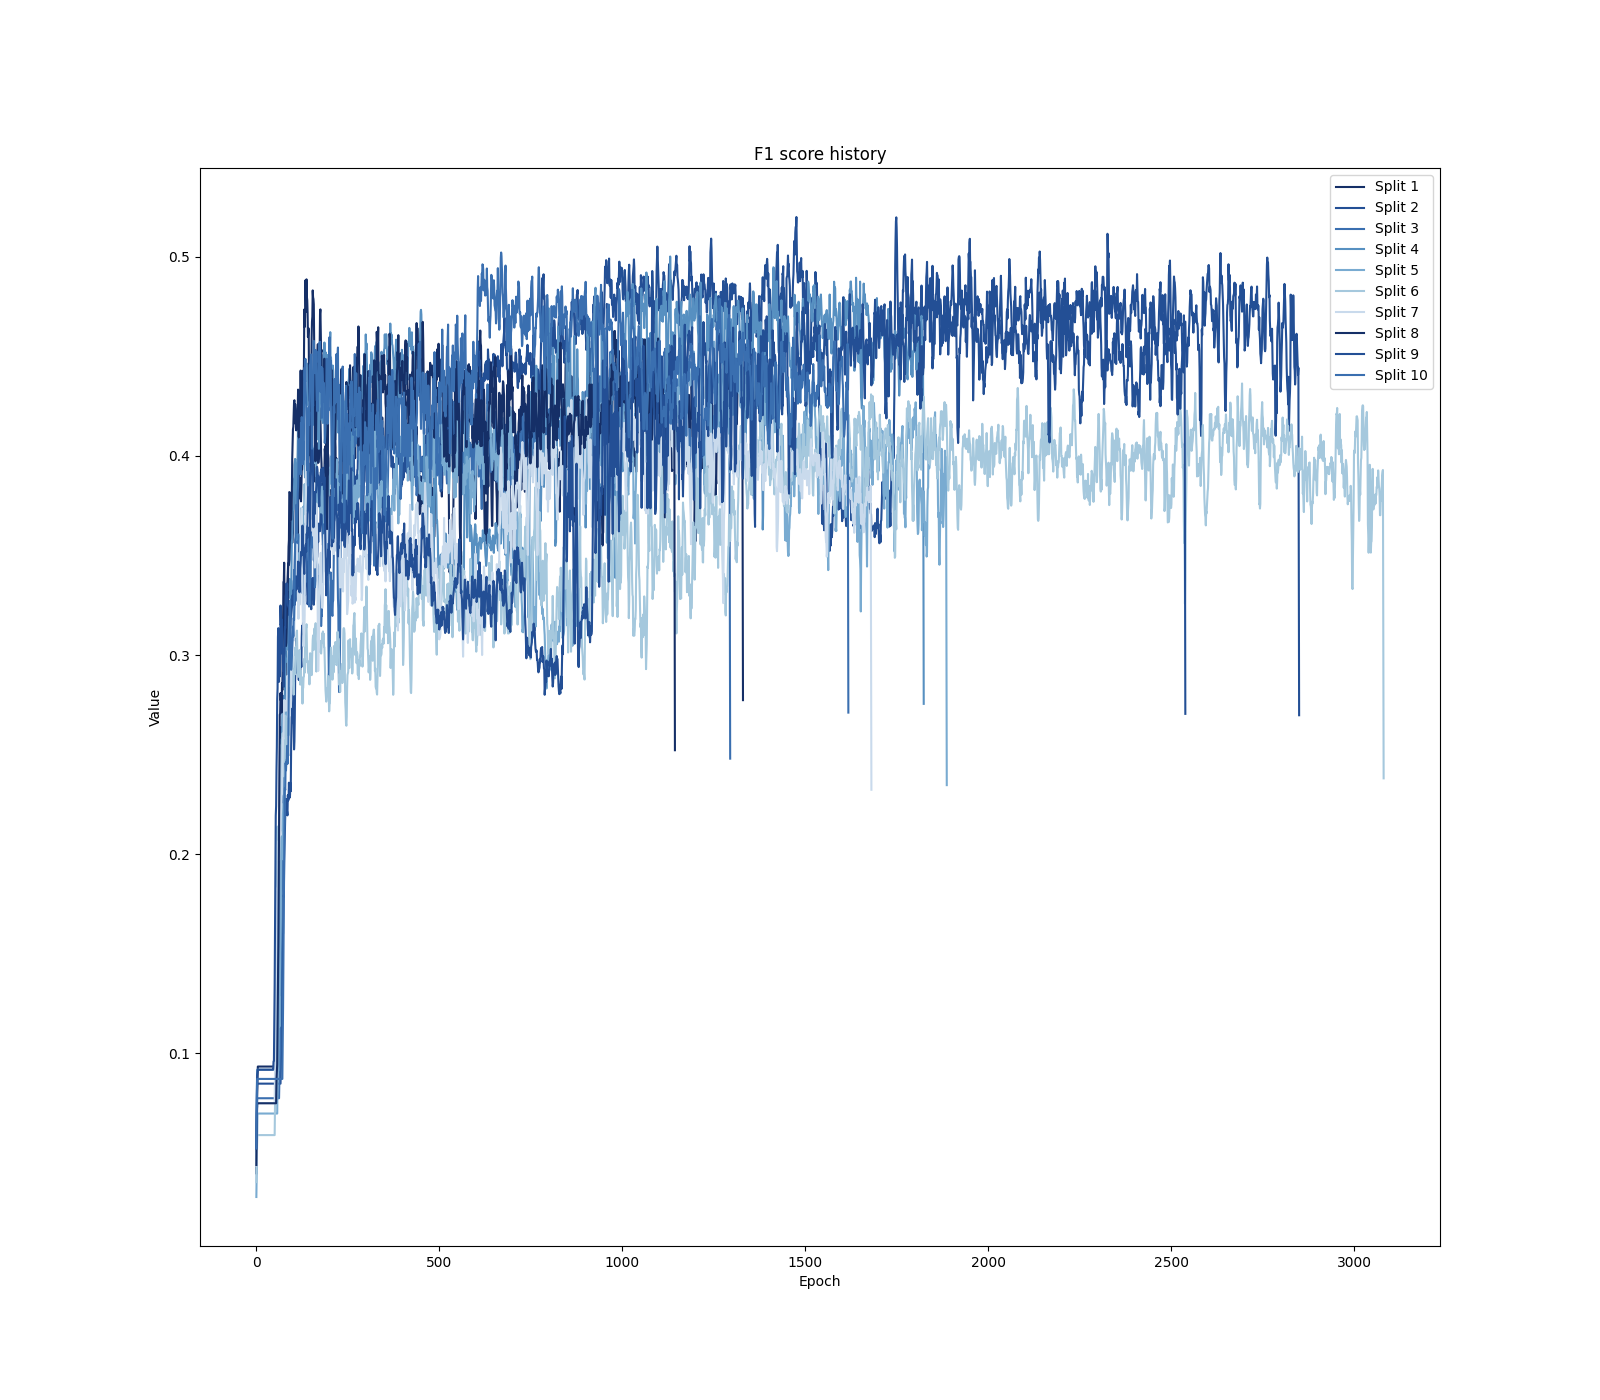 F1 score history
Split 1
Split 2
Split 3
Split 4
Split 5
Split 6
Split 7
Split 8
Split 9
Split 10
0.5
0.4
0.3
0.2
0.1
Value
0 500 1000 1500 2000 2500 3000
Epoch